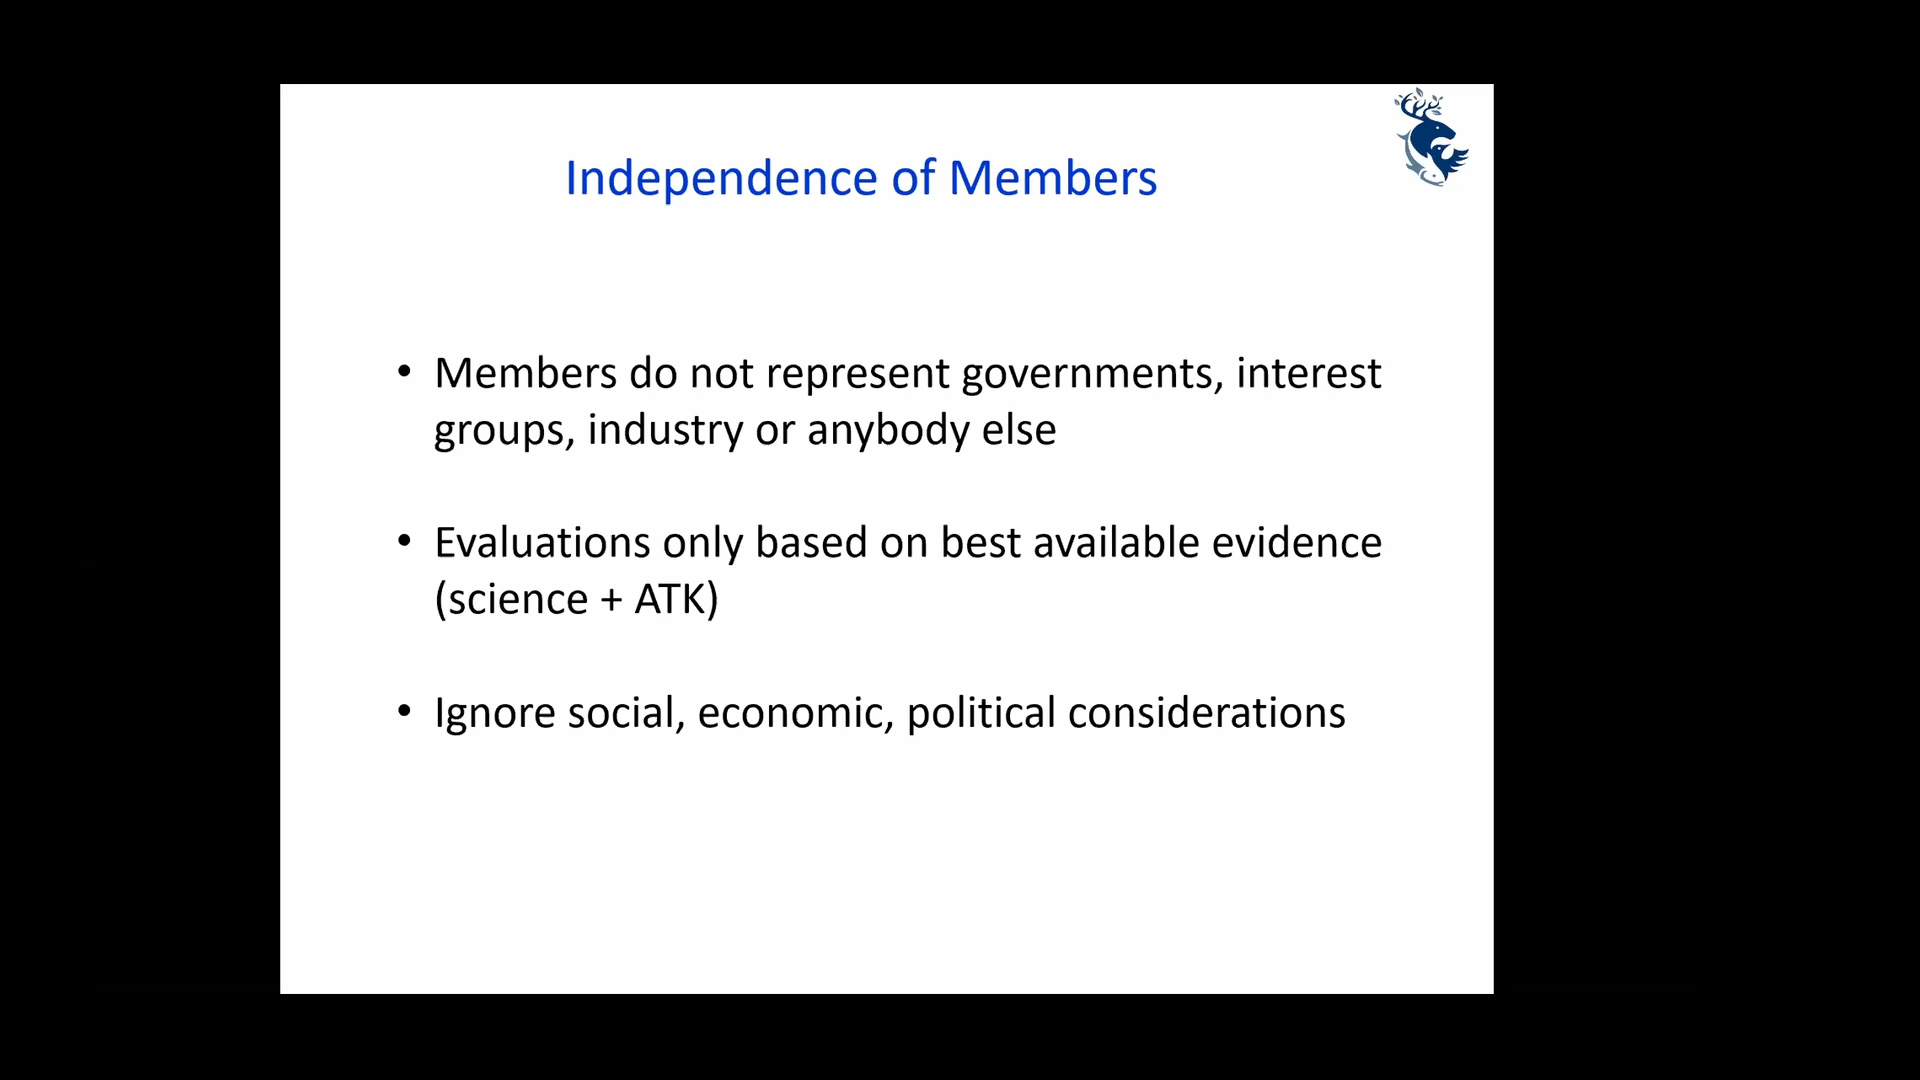 Independence of Members
• Members do not represent governments, interest
groups, industry or anybody else
• Evaluations only based on best available evidence
(science + ATK)
• Ignore social, economic, political considerations